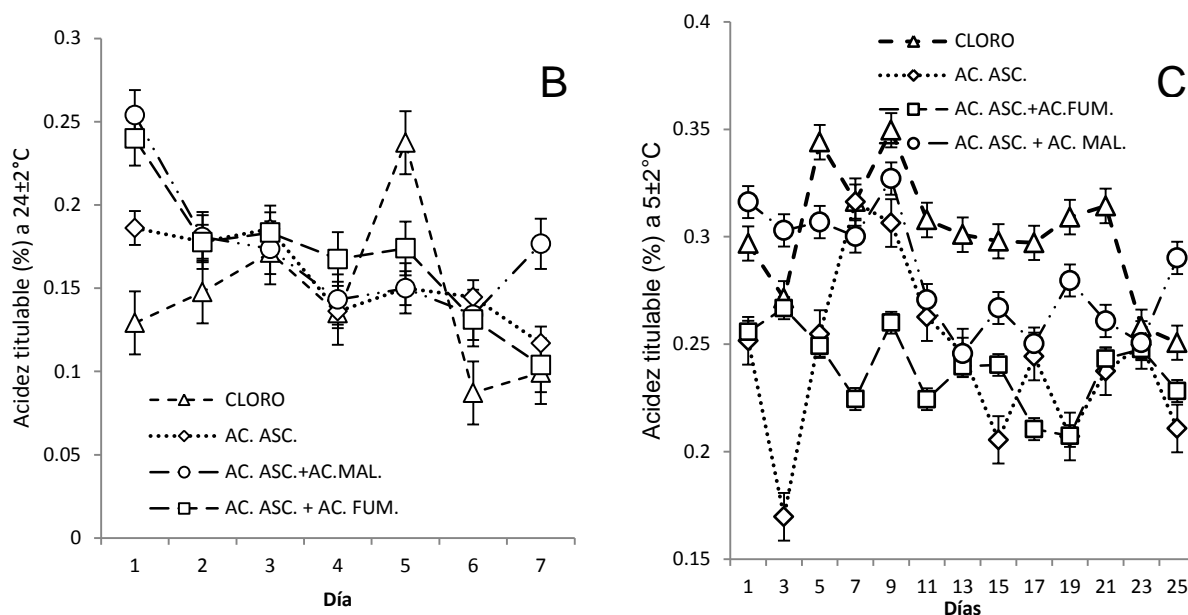 Acidez titulable (%) a 24±2°C
0.3
0.25
0.2
0.15
0.1
0.05
0
B
CLORO
AC. ASC.
AC. ASC.+AC.MAL.
AC. ASC. + AC. FUM.
1 2 3 4 5 6 7
Día
Acidez titulable (%) a 5±2°C
0.4
0.35
0.3
0.25
0.2
0.15
C
CLORO
AC. ASC.
AC. ASC.+AC.FUM.
AC. ASC. + AC. MAL.
1 3 5 7 9 11 13 15 17 19 21 23 25
Días